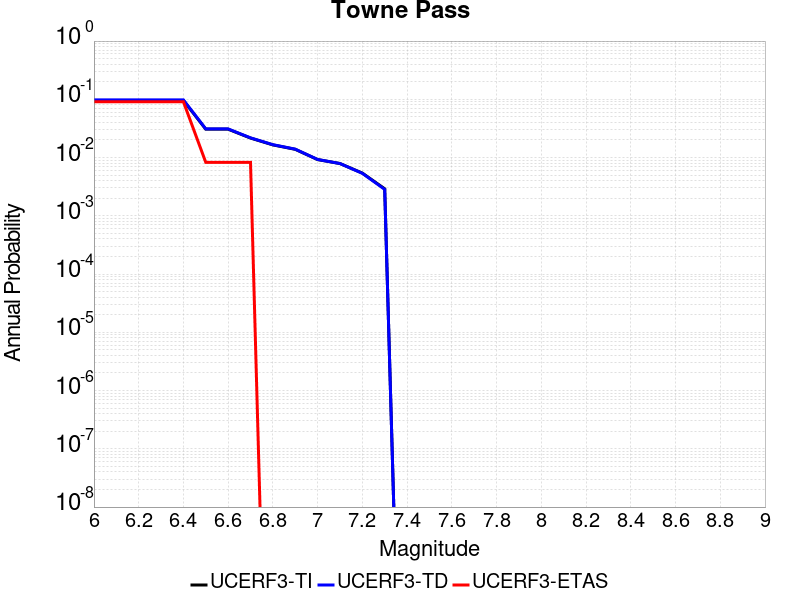 Towne Pass
10^0
10^-1
10^-2
10^-3
10^-4
10^-5
10^-6
10^-7
10^-8
Annual Probability
6 6.2 6.4 6.6 6.8 7 7.2 7.4 7.6 7.8 8 8.2 8.4 8.6 8.8 9
Magnitude
UCERF3-TI UCERF3-TD UCERF3-ETAS